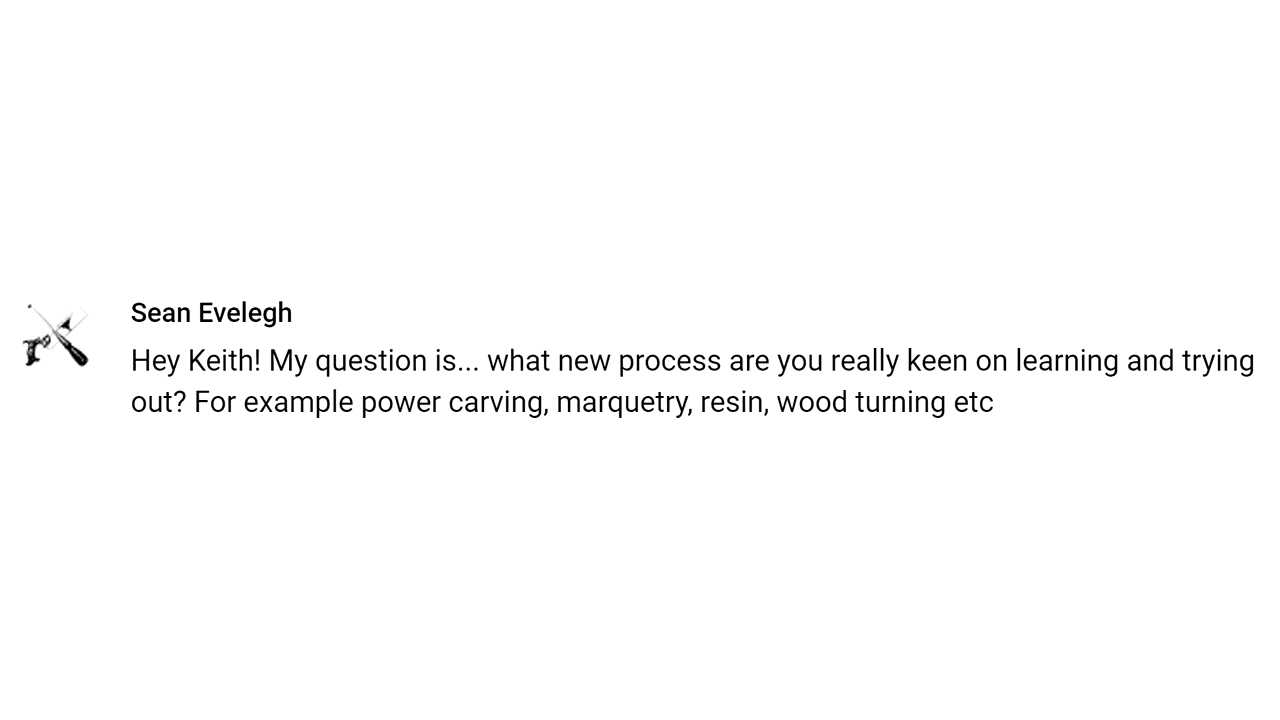 Sean Evelegh
Hey Keith! My question is... what new process are you really keen on learning and trying
out? For example power carving, marquetry, resin, wood turning etc